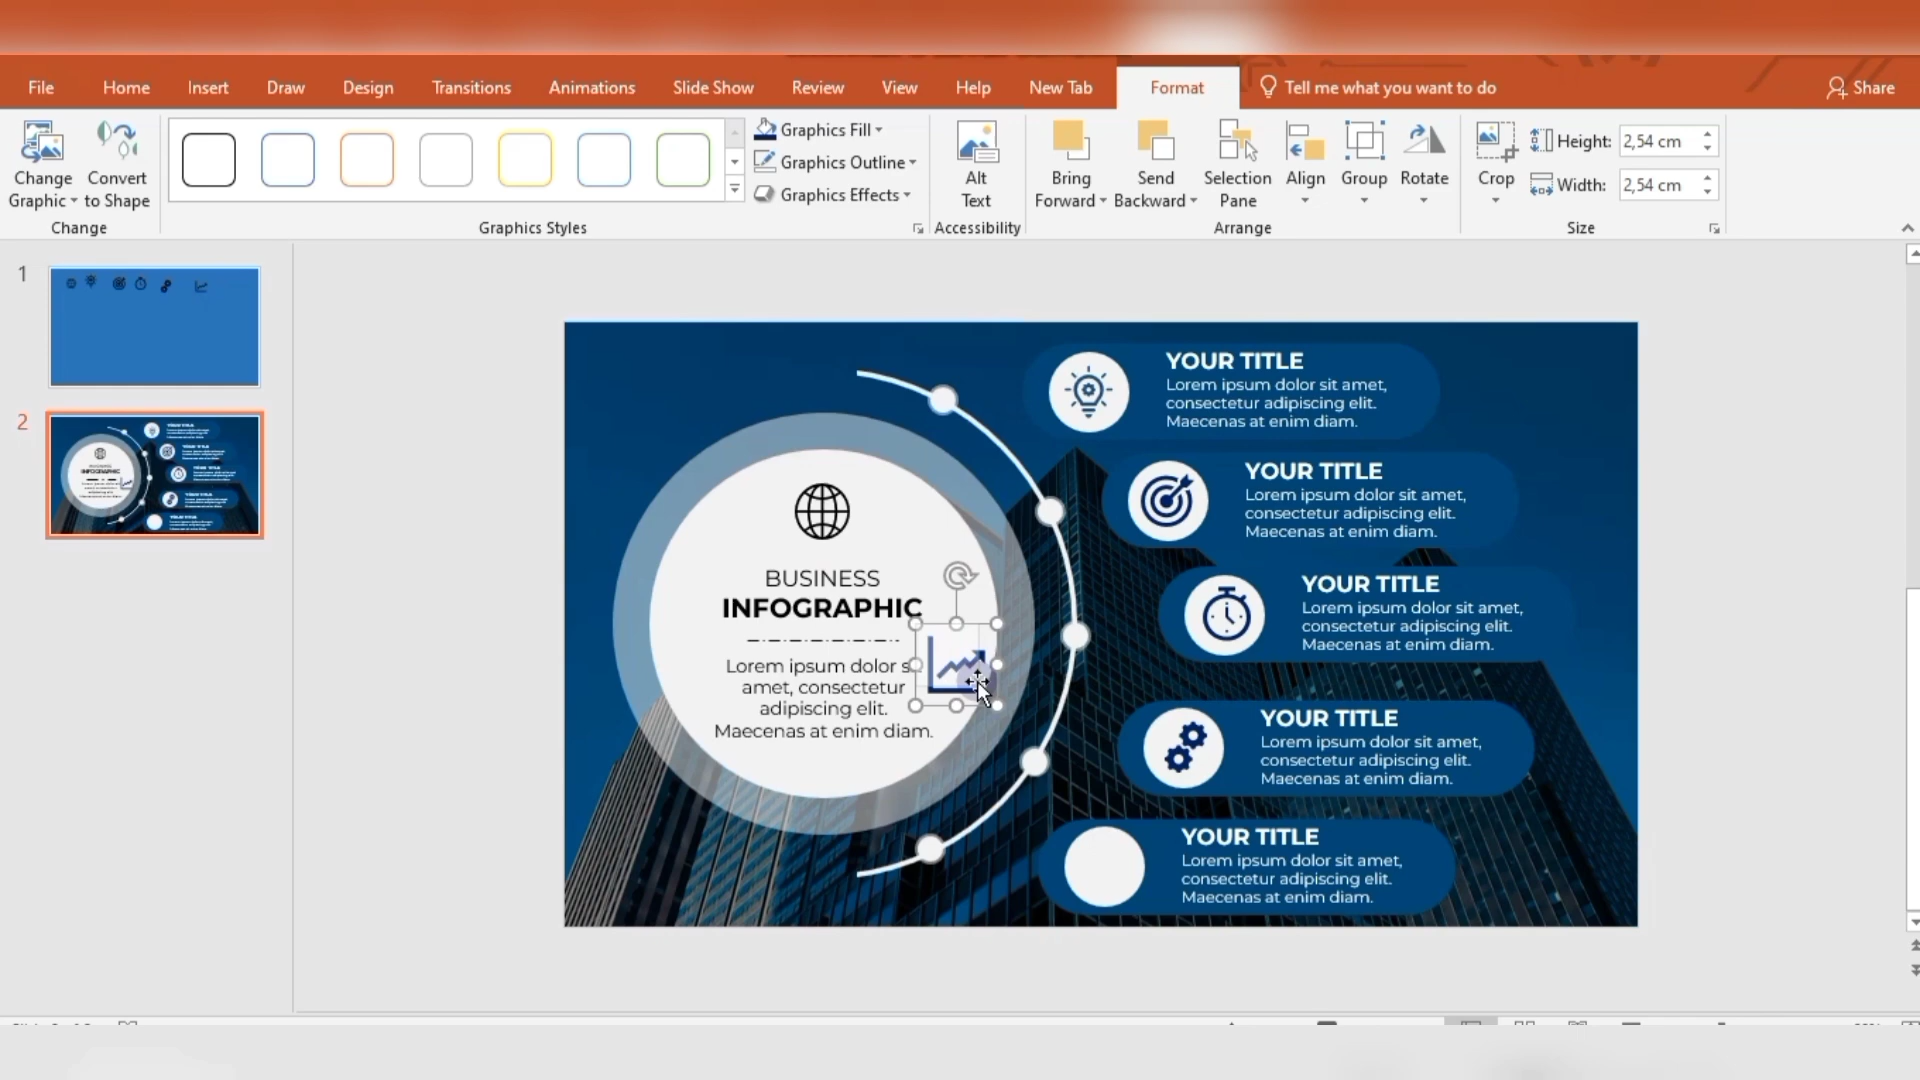 File Home Insert Draw Design Transitions Animations Slide Show Review View Help New Tab Format Tell me what you want to do Share
Change Graphic
Convert to Shape
Change
Graphics Fill
Graphics Outline
Graphics Effects
Graphics Styles
Alt Text
Accessibility
Bring Forward
Send Backward
Selection Pane
Align
Group
Rotate
Arrange
Crop
Height: 2,54 cm
Width: 2,54 cm
Size
1
2
BUSINESS
INFOGRAPHIC
Lorem ipsum dolor
amet, consectetur
adipiscing elit.
Maecenas at enim diam.
YOUR TITLE
Lorem ipsum dolor sit amet,
consectetur adipiscing elit.
Maecenas at enim diam.
YOUR TITLE
Lorem ipsum dolor sit amet,
consectetur adipiscing elit.
Maecenas at enim diam.
YOUR TITLE
Lorem ipsum dolor sit amet,
consectetur adipiscing elit.
Maecenas at enim diam.
YOUR TITLE
Lorem ipsum dolor sit amet,
consectetur adipiscing elit.
Maecenas at enim diam.
YOUR TITLE
Lorem ipsum dolor sit amet,
consectetur adipiscing elit.
Maecenas at enim diam.